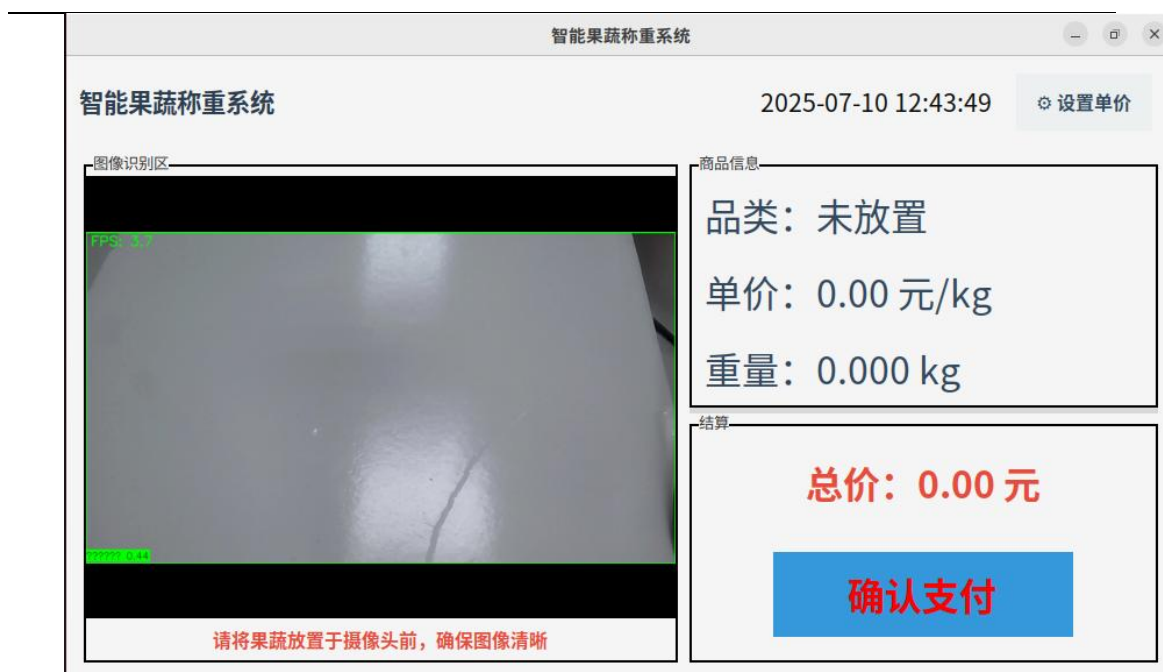 智能果蔬称重系统
智能果蔬称重系统
2025-07-10 12:43:49
⚙ 设置单价
图像识别区
FPS: 3.7
?????? 0.44
请将果蔬放置于摄像头前，确保图像清晰
商品信息
品类：未放置
单价：0.00 元/kg
重量：0.000 kg
结算
总价：0.00 元
确认支付